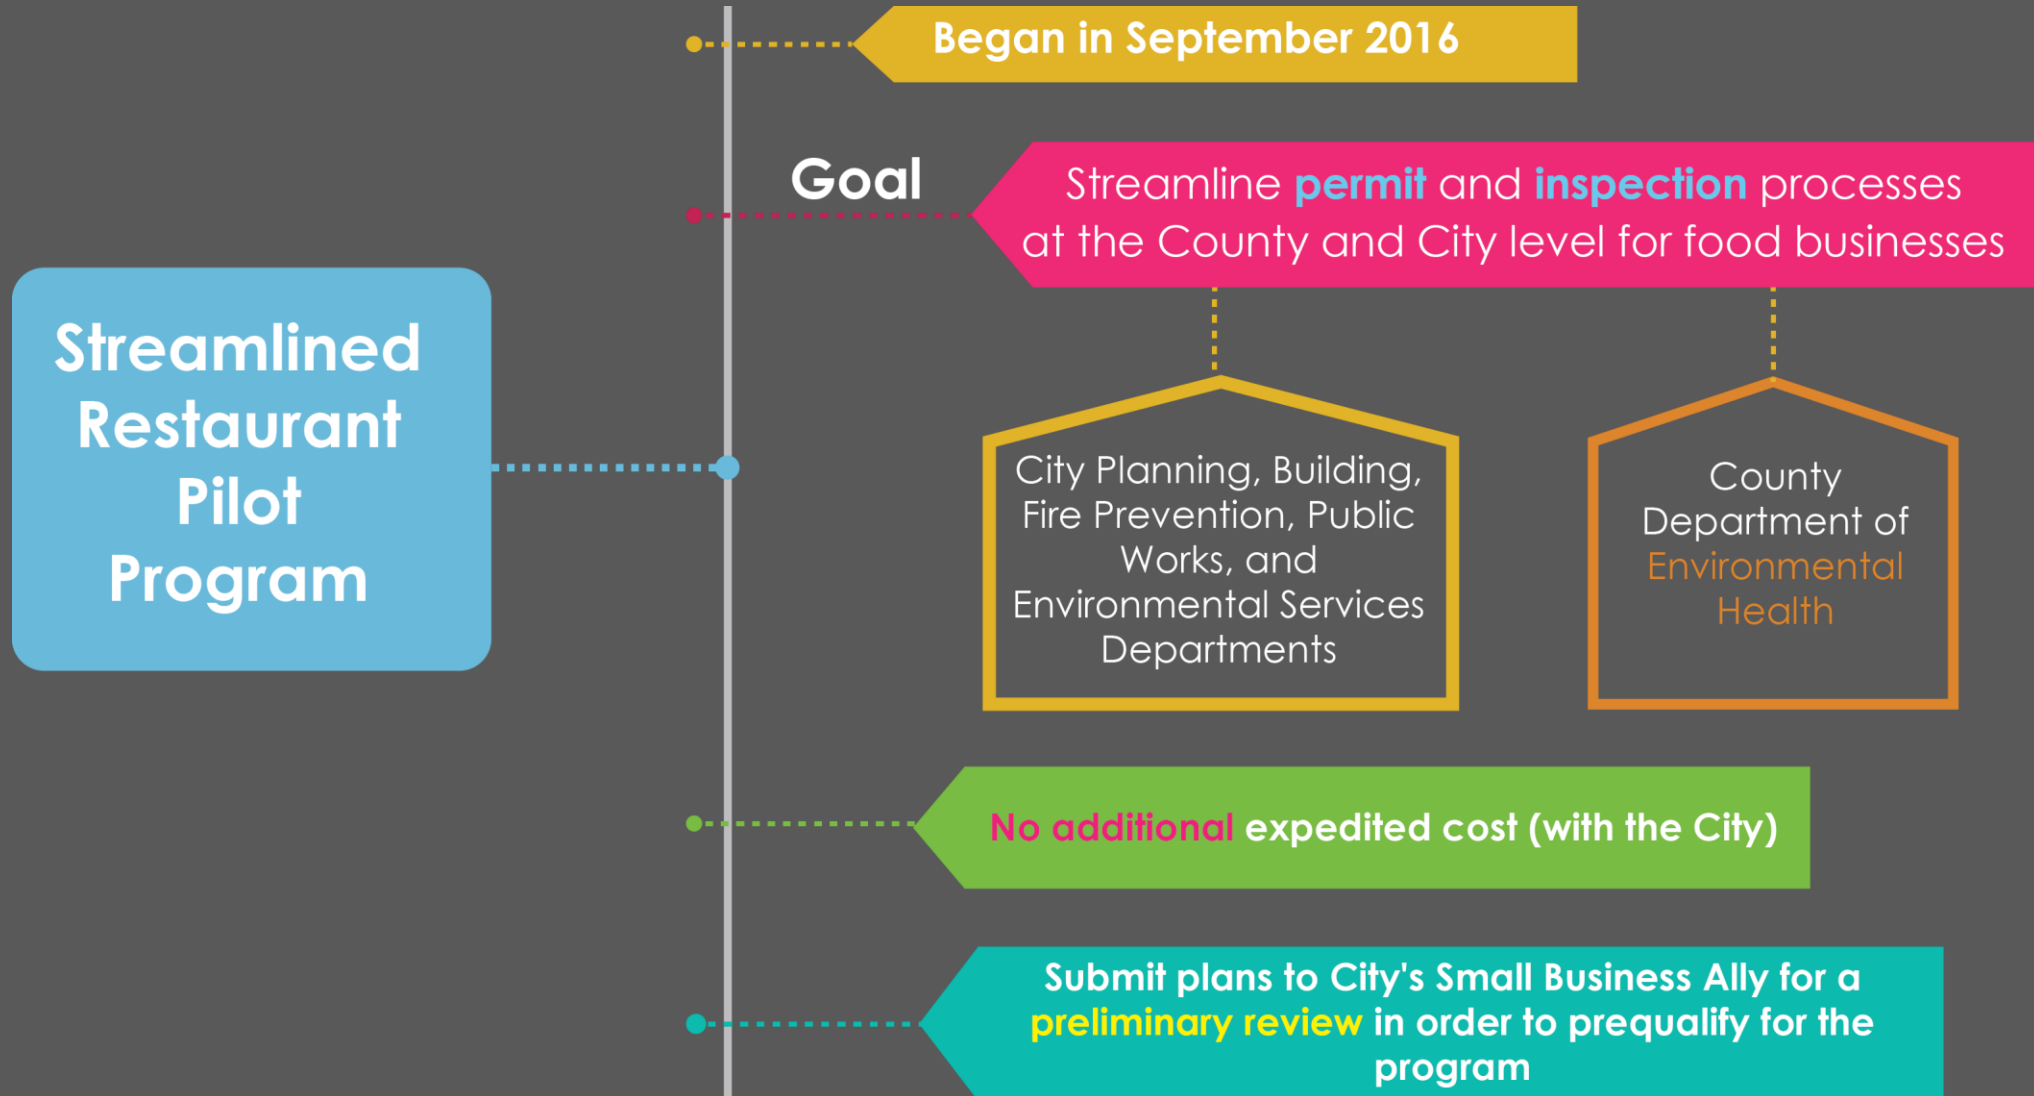 Streamlined
Restaurant
Pilot
Program
Began in September 2016
Goal
Streamline permit and inspection processes
at the County and City level for food businesses
City Planning, Building,
Fire Prevention, Public
Works, and
Environmental Services
Departments
County
Department of
Environmental
Health
No additional expedited cost (with the City)
Submit plans to City's Small Business Ally for a
preliminary review in order to prequalify for the
program